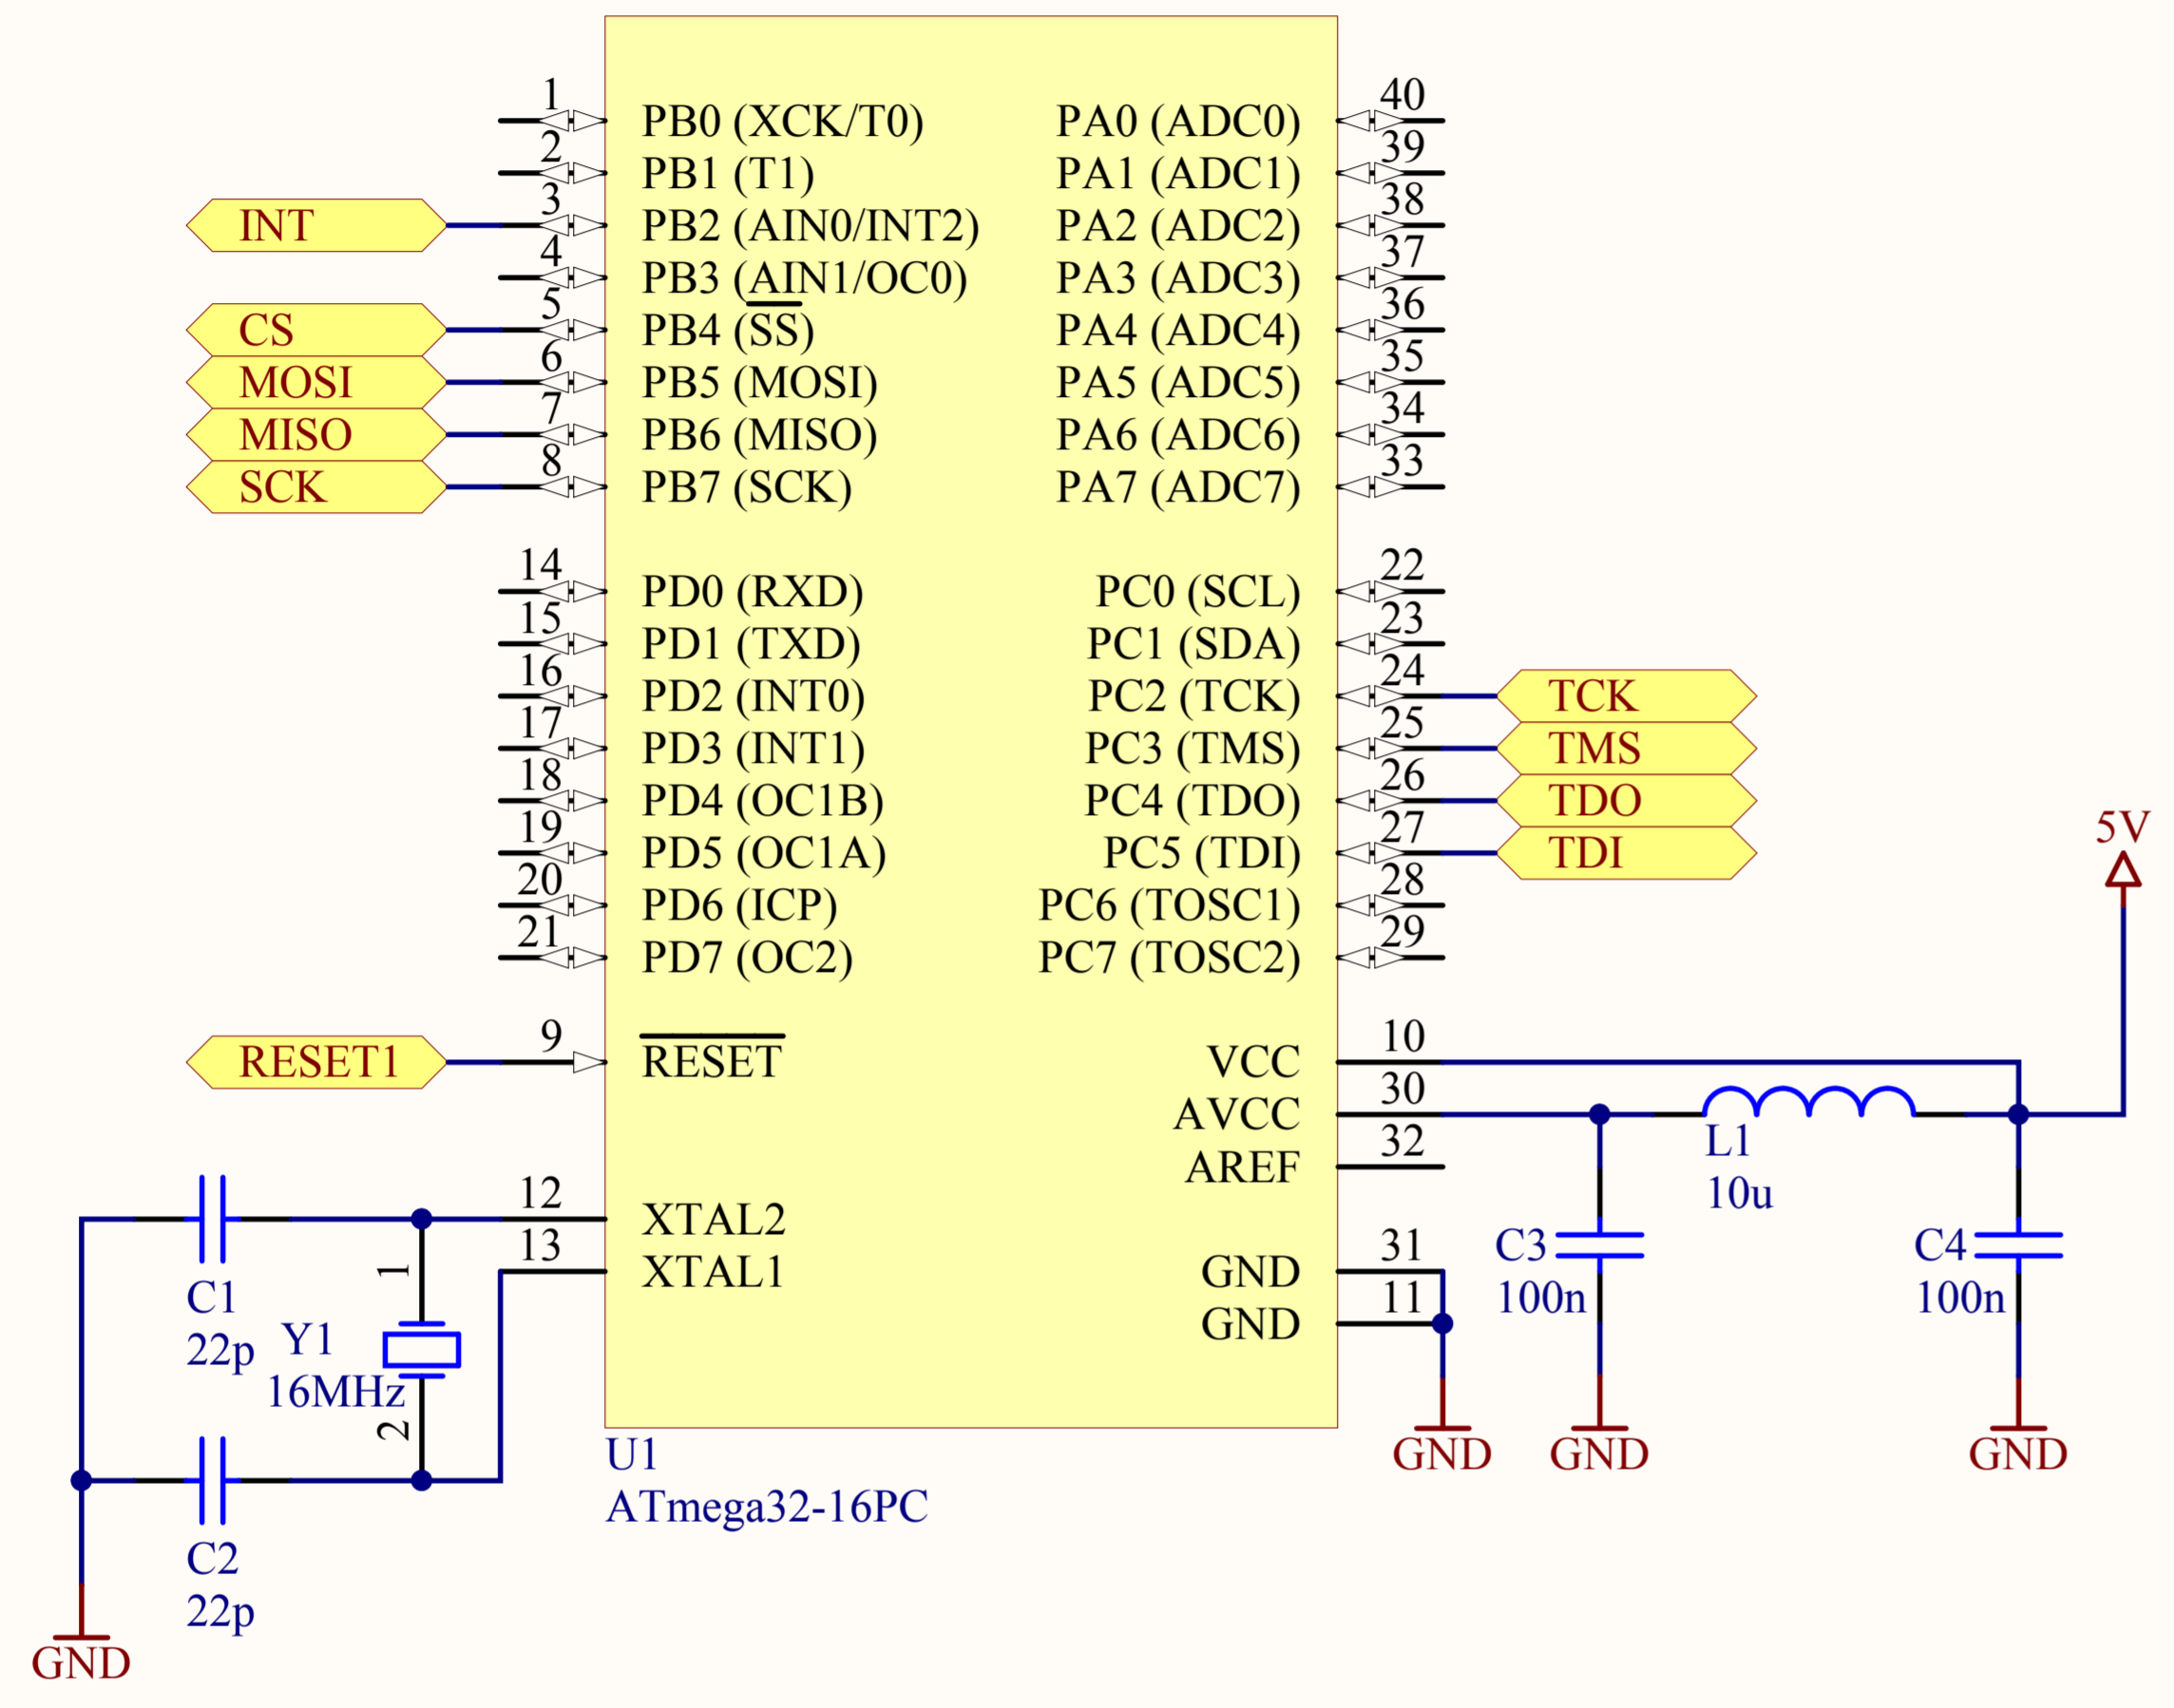 1 PB0 (XCK/T0) PA0 (ADC0) 40
2 PB1 (T1) PA1 (ADC1) 39
INT 3 PB2 (AIN0/INT2) PA2 (ADC2) 38
4 PB3 (AIN1/OC0) PA3 (ADC3) 37
CS 5 PB4 (SS) PA4 (ADC4) 36
MOSI 6 PB5 (MOSI) PA5 (ADC5) 35
MISO 7 PB6 (MISO) PA6 (ADC6) 34
SCK 8 PB7 (SCK) PA7 (ADC7) 33
14 PD0 (RXD) PC0 (SCL) 22
15 PD1 (TXD) PC1 (SDA) 23
16 PD2 (INT0) PC2 (TCK) 24 TCK
17 PD3 (INT1) PC3 (TMS) 25 TMS
18 PD4 (OC1B) PC4 (TDO) 26 TDO
19 PD5 (OC1A) PC5 (TDI) 27 TDI
5V
20 PD6 (ICP) PC6 (TOSC1) 28
21 PD7 (OC2) PC7 (TOSC2) 29
RESET1 9 RESET VCC 10
AVCC 30
L1
10u
AREF 32
12 XTAL2
13 XTAL1 GND 31
GND 11
C3
100n
C4
100n
C1
22p
1
Y1
16MHz
2
U1
ATmega32-16PC
GND GND GND
C2
22p
GND